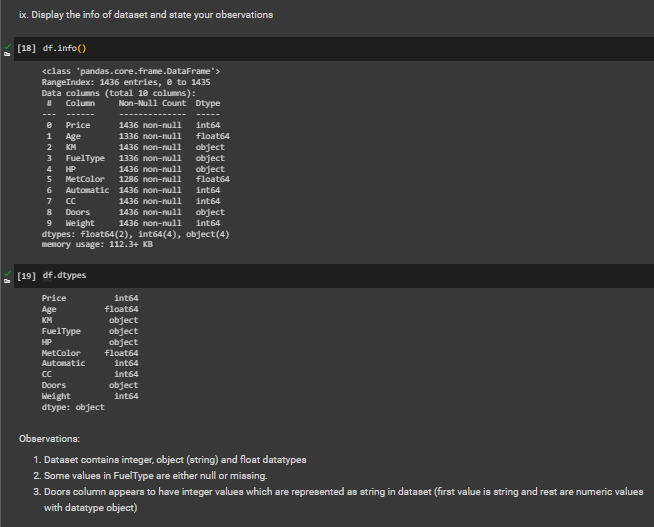 ix. Display the info of dataset and state your observations
[18] df.info()
<class 'pandas.core.frame.DataFrame'>
RangeIndex: 1436 entries, 0 to 1435
Data columns (total 10 columns):
#   Column     Non-Null Count  Dtype
---  ------     --------------  -----
0   Price      1436 non-null   int64
1   Age        1336 non-null   float64
2   KM         1436 non-null   object
3   FuelType   1336 non-null   object
4   HP         1436 non-null   object
5   MetColor   1286 non-null   float64
6   Automatic  1436 non-null   int64
7   CC         1436 non-null   int64
8   Doors      1436 non-null   object
9   Weight     1436 non-null   int64
dtypes: float64(2), int64(4), object(4)
memory usage: 112.3+ KB
[19] df.dtypes
Price          int64
Age          float64
KM            object
FuelType      object
HP            object
MetColor     float64
Automatic      int64
CC             int64
Doors         object
Weight         int64
dtype: object
Observations:
1. Dataset contains integer, object (string) and float datatypes
2. Some values in FuelType are either null or missing.
3. Doors column appears to have integer values which are represented as string in dataset (first value is string and rest are numeric values
with datatype object)